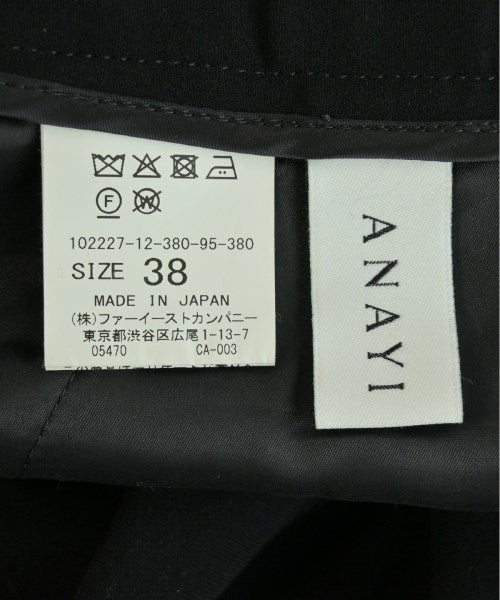 F W
102227-12-380-95-380
SIZE 38
MADE IN JAPAN
(株)ファーイーストカンパニー
東京都渋谷区広尾1-13-7
05470 CA-003
ANAYI